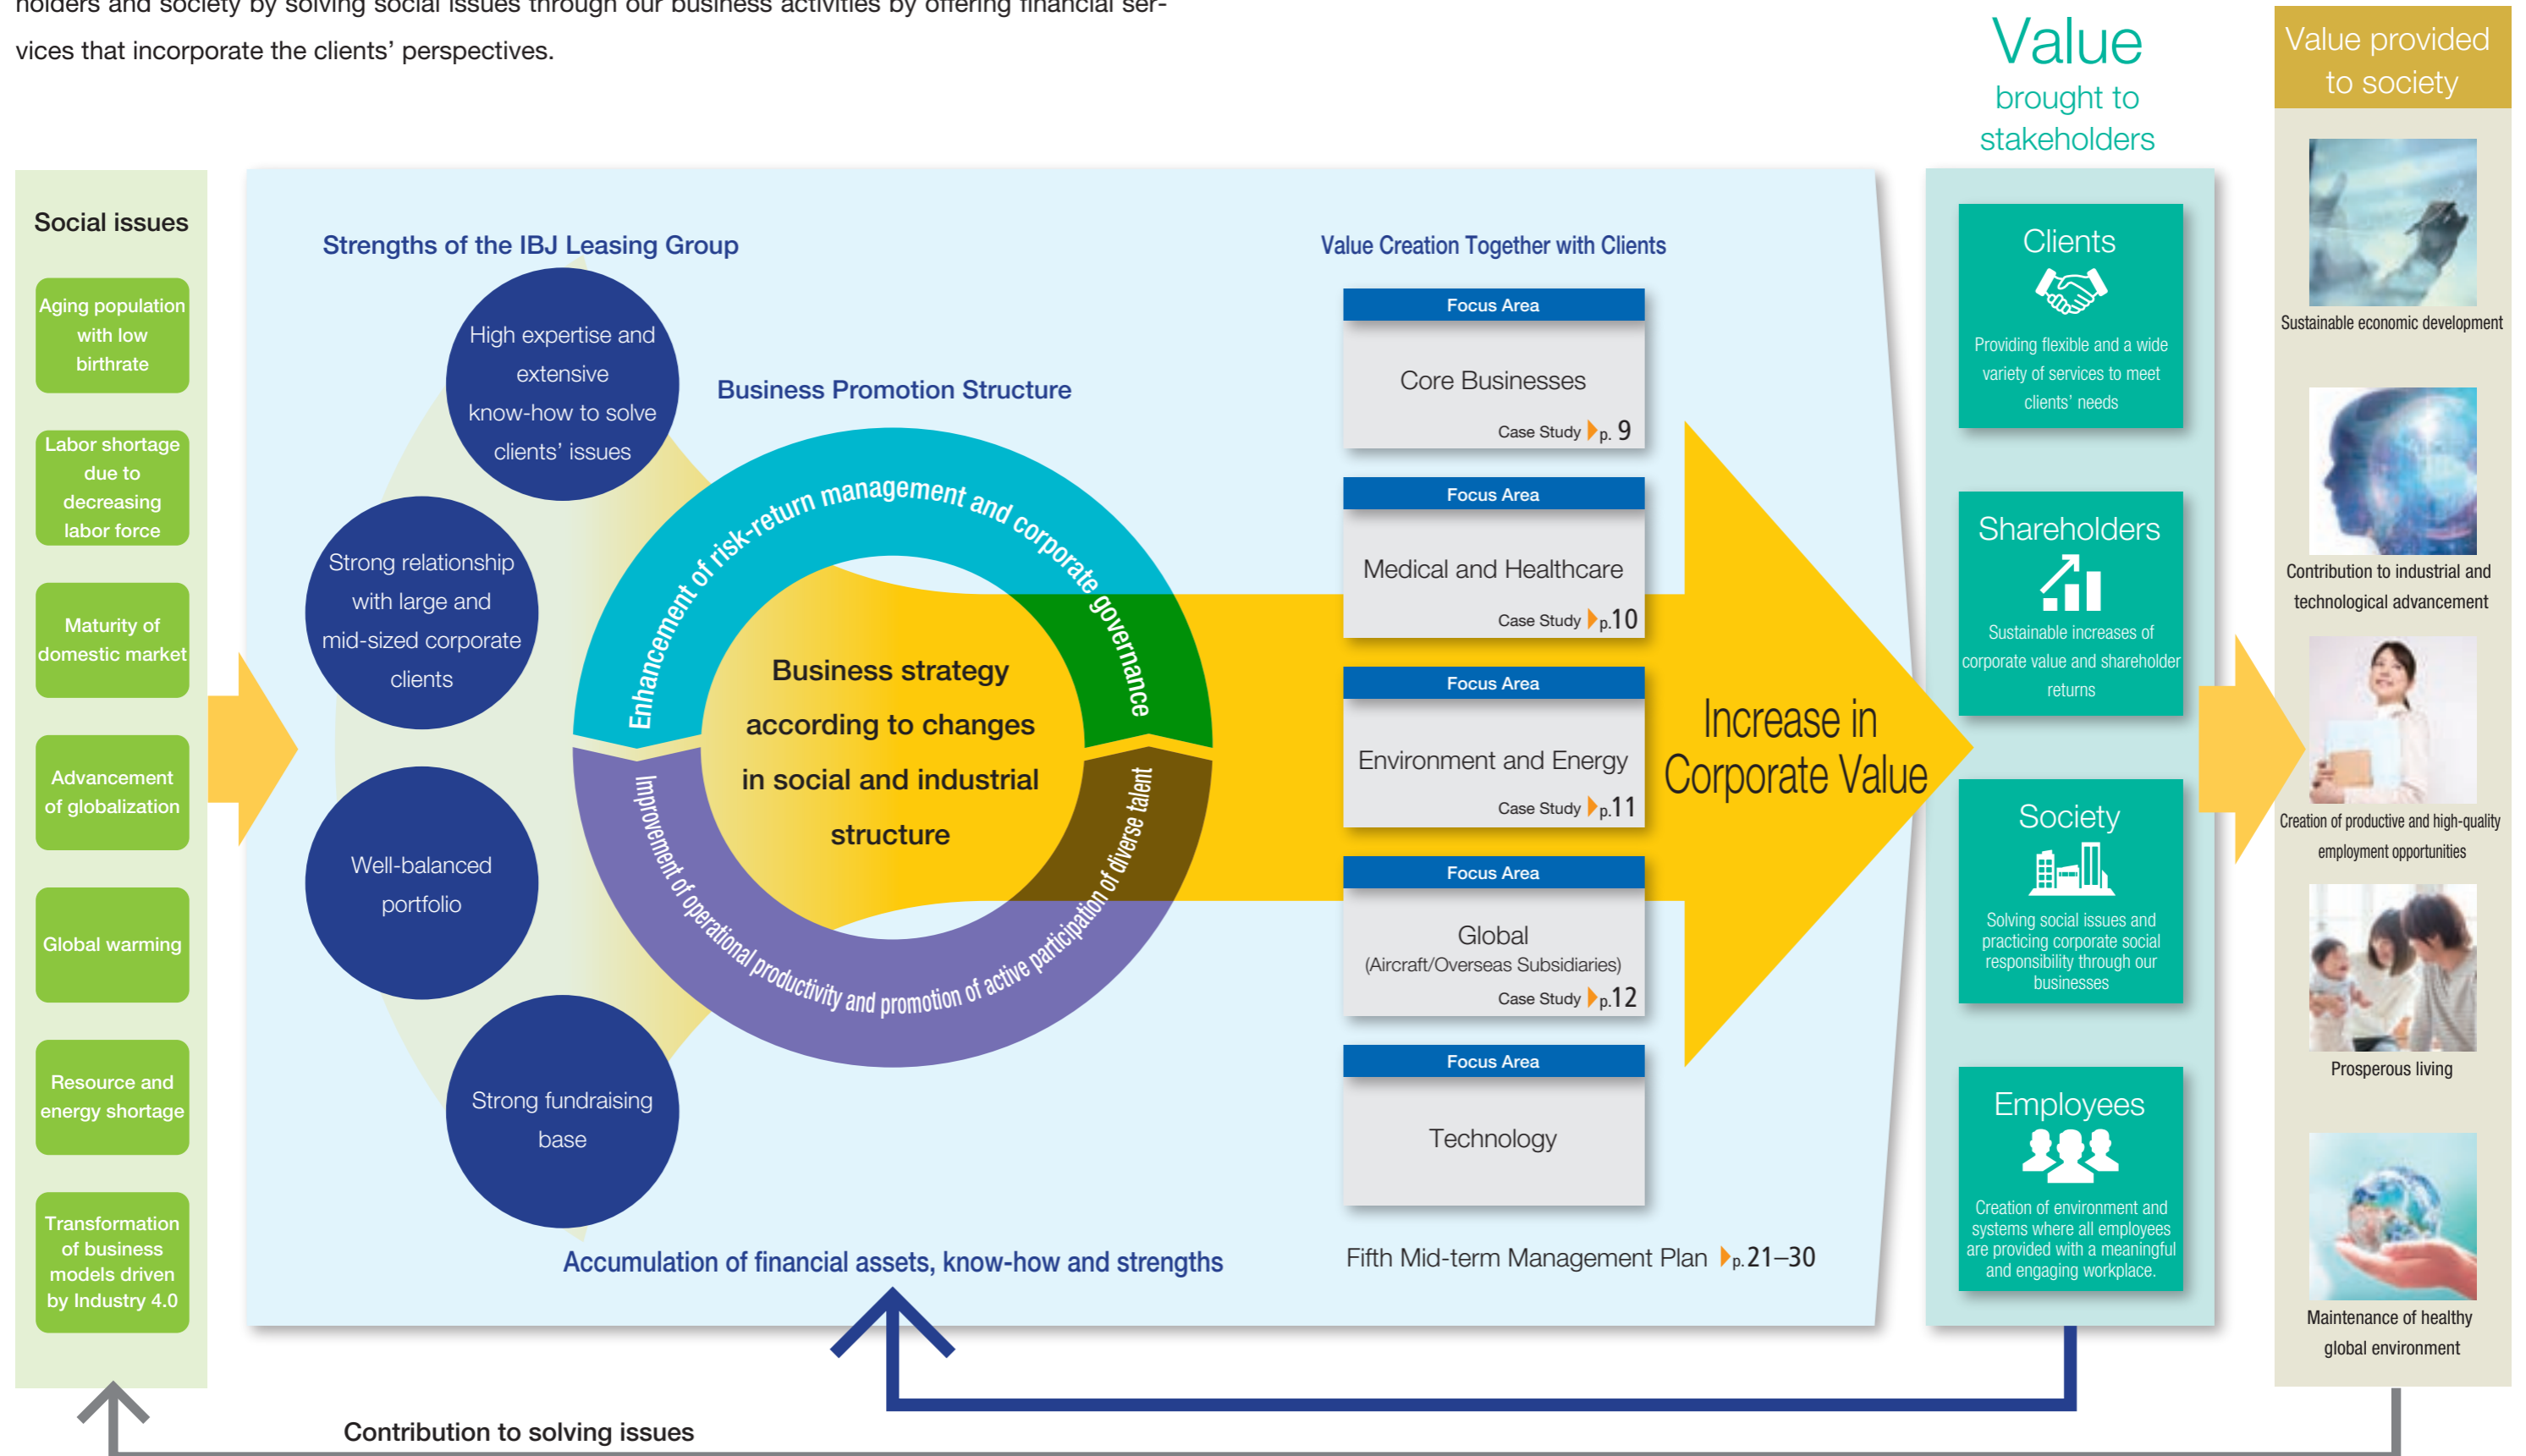 holders and society by solving social issues through our business activities by offering financial ser-
vices that incorporate the clients’ perspectives.
Social issues
Aging population
with low
birthrate
Labor shortage
due to
decreasing
labor force
Maturity of
domestic market
Advancement
of globalization
Global warming
Resource and
energy shortage
Transformation
of business
models driven
by Industry 4.0
Strengths of the IBJ Leasing Group
High expertise and
extensive
know-how to solve
clients’ issues
Strong relationship
with large and
mid-sized corporate
clients
Well-balanced
portfolio
Strong fundraising
base
Business Promotion Structure
Enhancement of risk-return management and corporate governance
Business strategy
according to changes
in social and industrial
structure
Improvement of operational productivity and promotion of active participation of diverse talent
Accumulation of financial assets, know-how and strengths
Value Creation Together with Clients
Focus Area
Core Businesses
Case Study p. 9
Focus Area
Medical and Healthcare
Case Study p.10
Focus Area
Environment and Energy
Case Study p.11
Focus Area
Global
(Aircraft/Overseas Subsidiaries)
Case Study p.12
Focus Area
Technology
Fifth Mid-term Management Plan p.21–30
Increase in
Corporate Value
Value
brought to
stakeholders
Clients
Providing flexible and a wide
variety of services to meet
clients’ needs
Shareholders
Sustainable increases of
corporate value and shareholder
returns
Society
Solving social issues and
practicing corporate social
responsibility through our
businesses
Employees
Creation of environment and
systems where all employees
are provided with a meaningful
and engaging workplace.
Value provided
to society
Sustainable economic development
Contribution to industrial and
technological advancement
Creation of productive and high-quality
employment opportunities
Prosperous living
Maintenance of healthy
global environment
Contribution to solving issues